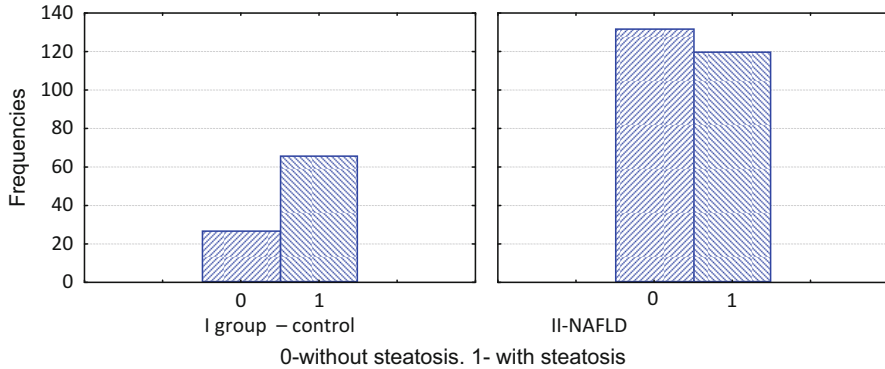 Frequencies
140
120
100
80
60
40
20
0
0 1 0 1
I group – control II-NAFLD
0-without steatosis. 1- with steatosis